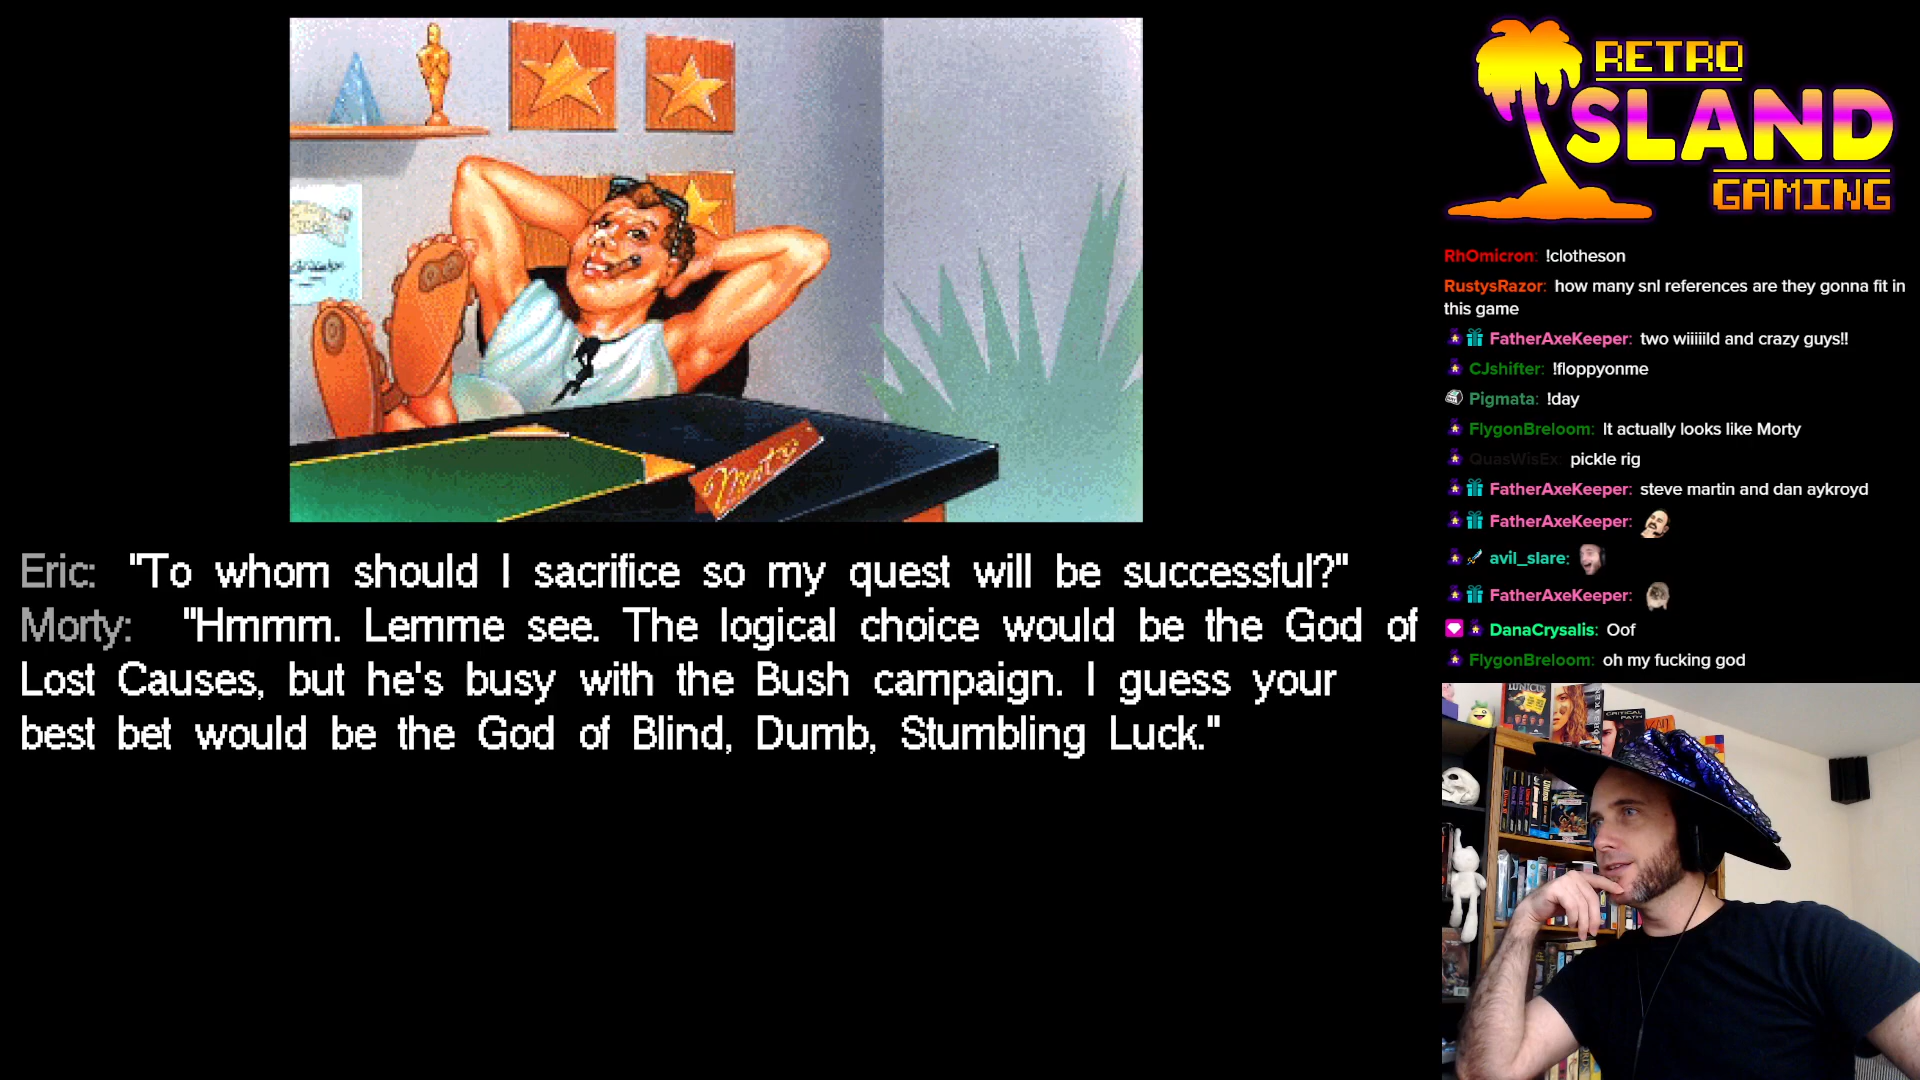 Morty
Eric: "To whom should I sacrifice so my quest will be successful?"
Morty: "Hmmm. Lemme see. The logical choice would be the God of
Lost Causes, but he's busy with the Bush campaign. I guess your
best bet would be the God of Blind, Dumb, Stumbling Luck."
RETRO
ISLAND
GAMING
RhOmicron: !clotheson
RustysRazor: how many snl references are they gonna fit in
this game
FatherAxeKeeper: two wiiiiild and crazy guys!!
CJshifter: !floppyonme
Pigmata: !day
FlygonBreloom: It actually looks like Morty
QuasWisEx: pickle rig
FatherAxeKeeper: steve martin and dan aykroyd
FatherAxeKeeper:
avil_slare:
FatherAxeKeeper:
DanaCrysalis: Oof
FlygonBreloom: oh my fucking god
LUNICUS
CRITICAL
PATH